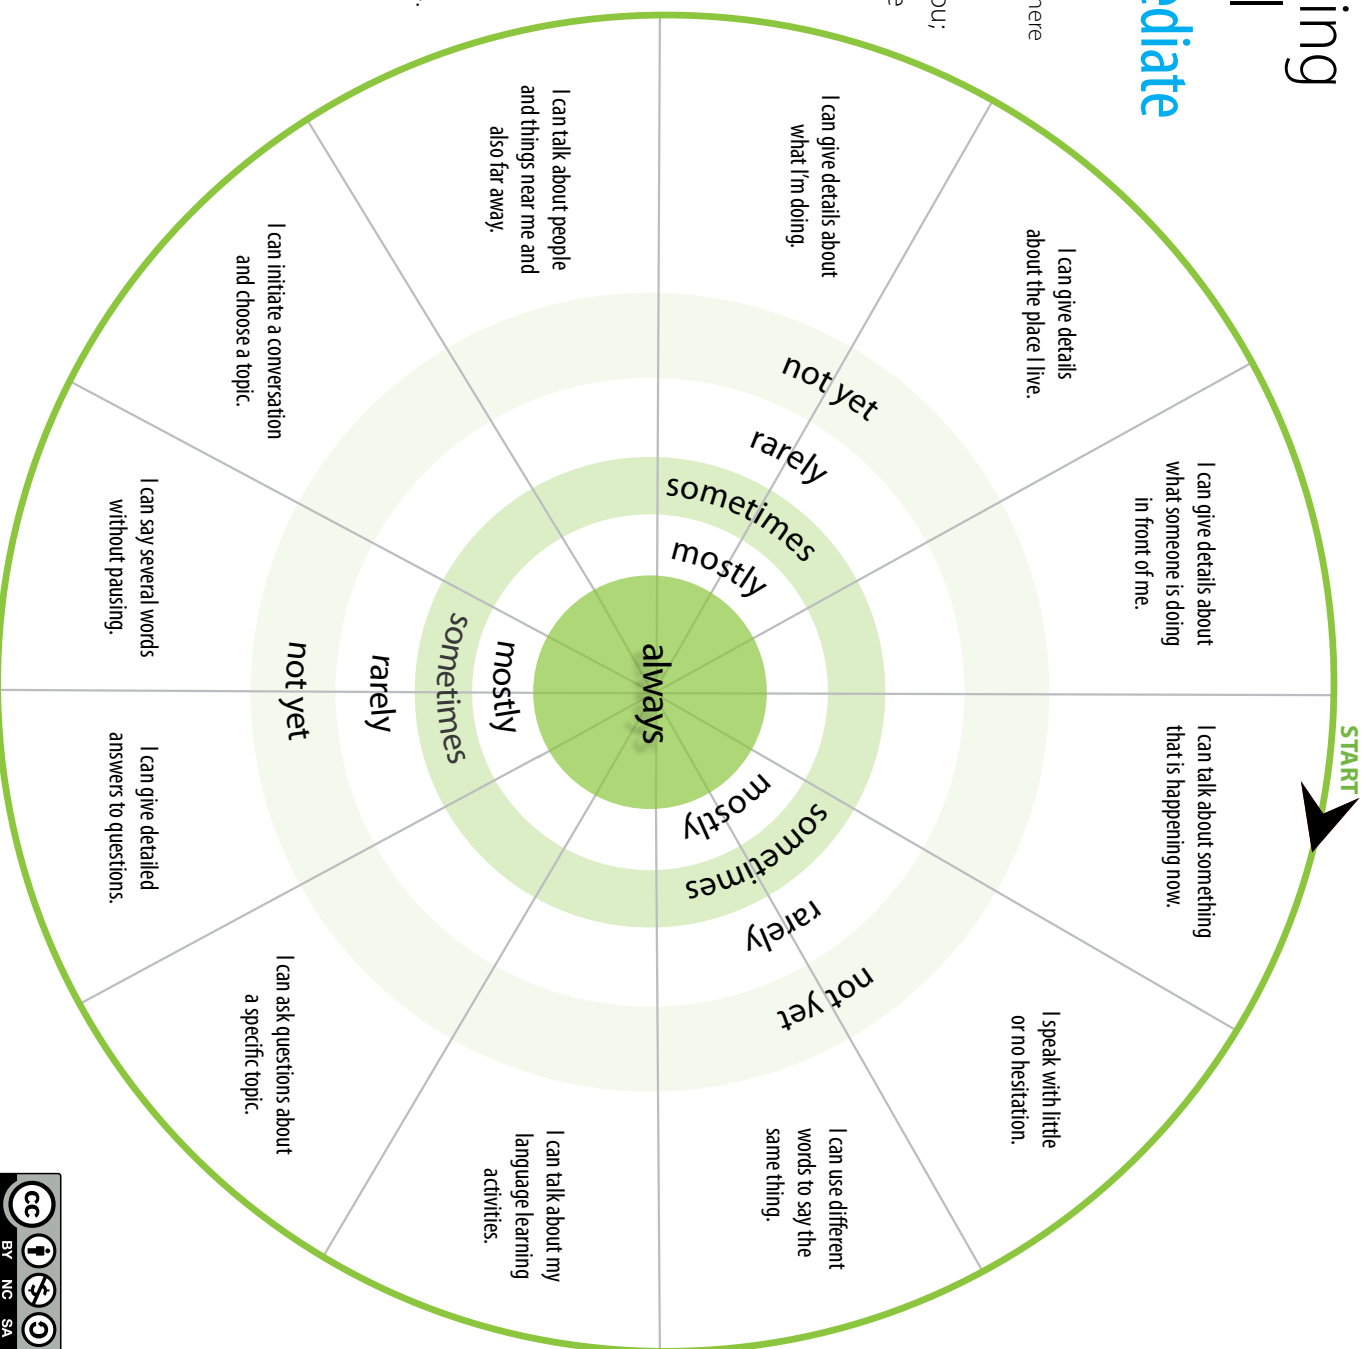 ing
ediate
here
ou;
e
START
I can talk about something
that is happening now.
I speak with little
or no hesitation.
I can use different
words to say the
same thing.
I can talk about my
language learning
activities.
I can ask questions about
a specific topic.
I can give detailed
answers to questions.
I can say several words
without pausing.
I can initiate a conversation
and choose a topic.
I can talk about people
and things near me and
also far away.
I can give details about
what I'm doing.
I can give details
about the place I live.
I can give details about
what someone is doing
in front of me.
not yet
rarely
sometimes
mostly
not yet
rarely
sometimes
mostly
always
mostly
sometimes
rarely
not yet
cc
BY NC SA